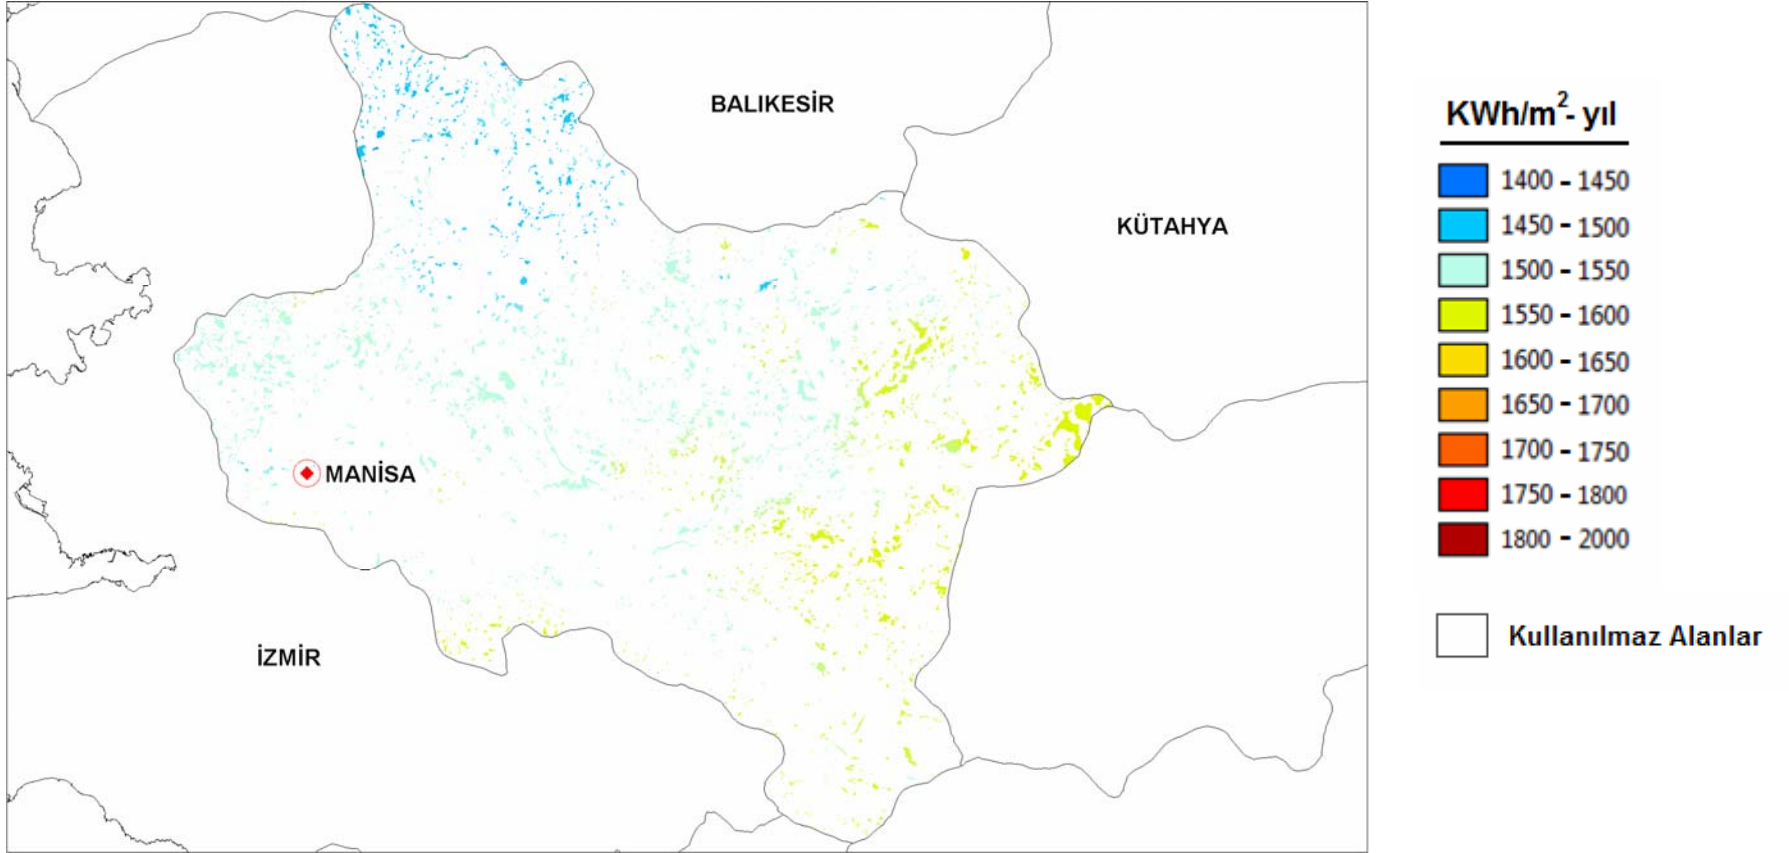 BALIKESİR
KÜTAHYA
MANİSA
İZMİR
KWh/m²- yıl
1400 - 1450
1450 - 1500
1500 - 1550
1550 - 1600
1600 - 1650
1650 - 1700
1700 - 1750
1750 - 1800
1800 - 2000
Kullanılmaz Alanlar